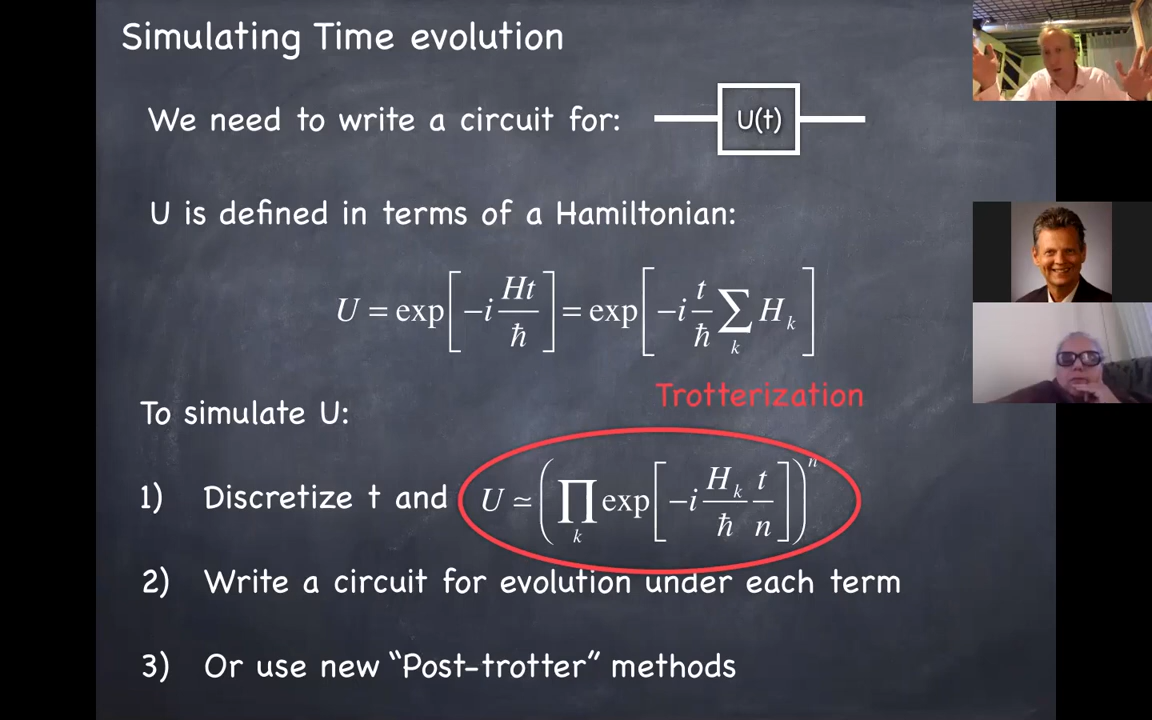 Simulating Time evolution
We need to write a circuit for:
U(t)
U is defined in terms of a Hamiltonian:
U = exp[−i Ht/ħ] = exp[−i t/ħ ∑_k H_k]
Trotterization
To simulate U:
1) Discretize t and U ≃ (∏_k exp[−i H_k/ħ t/n])^n
2) Write a circuit for evolution under each term
3) Or use new “Post-trotter” methods